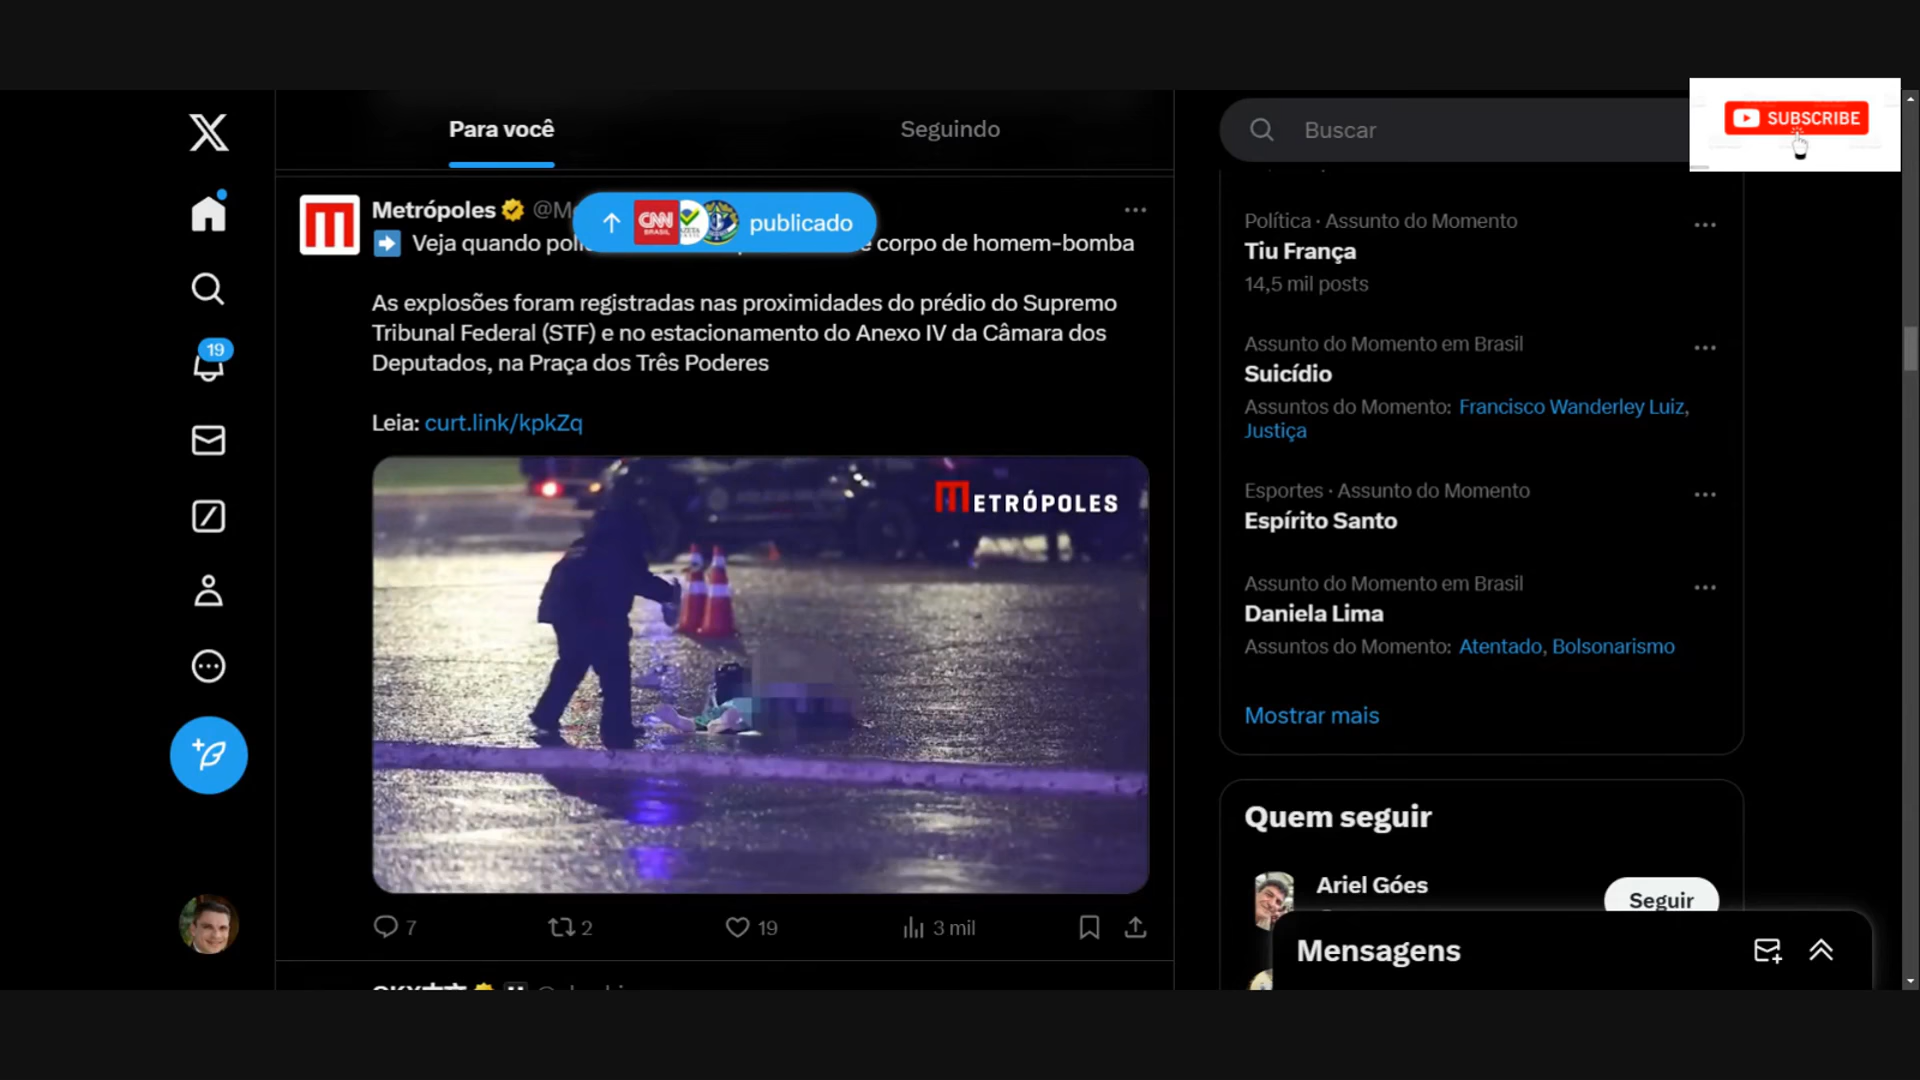 Para você
Seguindo
Buscar
SUBSCRIBE
Metrópoles
CNN
BRASIL
publicado
Veja quando
corpo de homem-bomba
As explosões foram registradas nas proximidades do prédio do Supremo
Tribunal Federal (STF) e no estacionamento do Anexo IV da Câmara dos
Deputados, na Praça dos Três Poderes
Leia: curt.link/kpkZq
METRÓPOLES
7
2
19
3 mil
19
Política · Assunto do Momento
Tiu França
14,5 mil posts
Assunto do Momento em Brasil
Suicídio
Assuntos do Momento: Francisco Wanderley Luiz,
Justiça
Esportes · Assunto do Momento
Espírito Santo
Assunto do Momento em Brasil
Daniela Lima
Assuntos do Momento: Atentado, Bolsonarismo
Mostrar mais
Quem seguir
Ariel Góes
Seguir
Mensagens